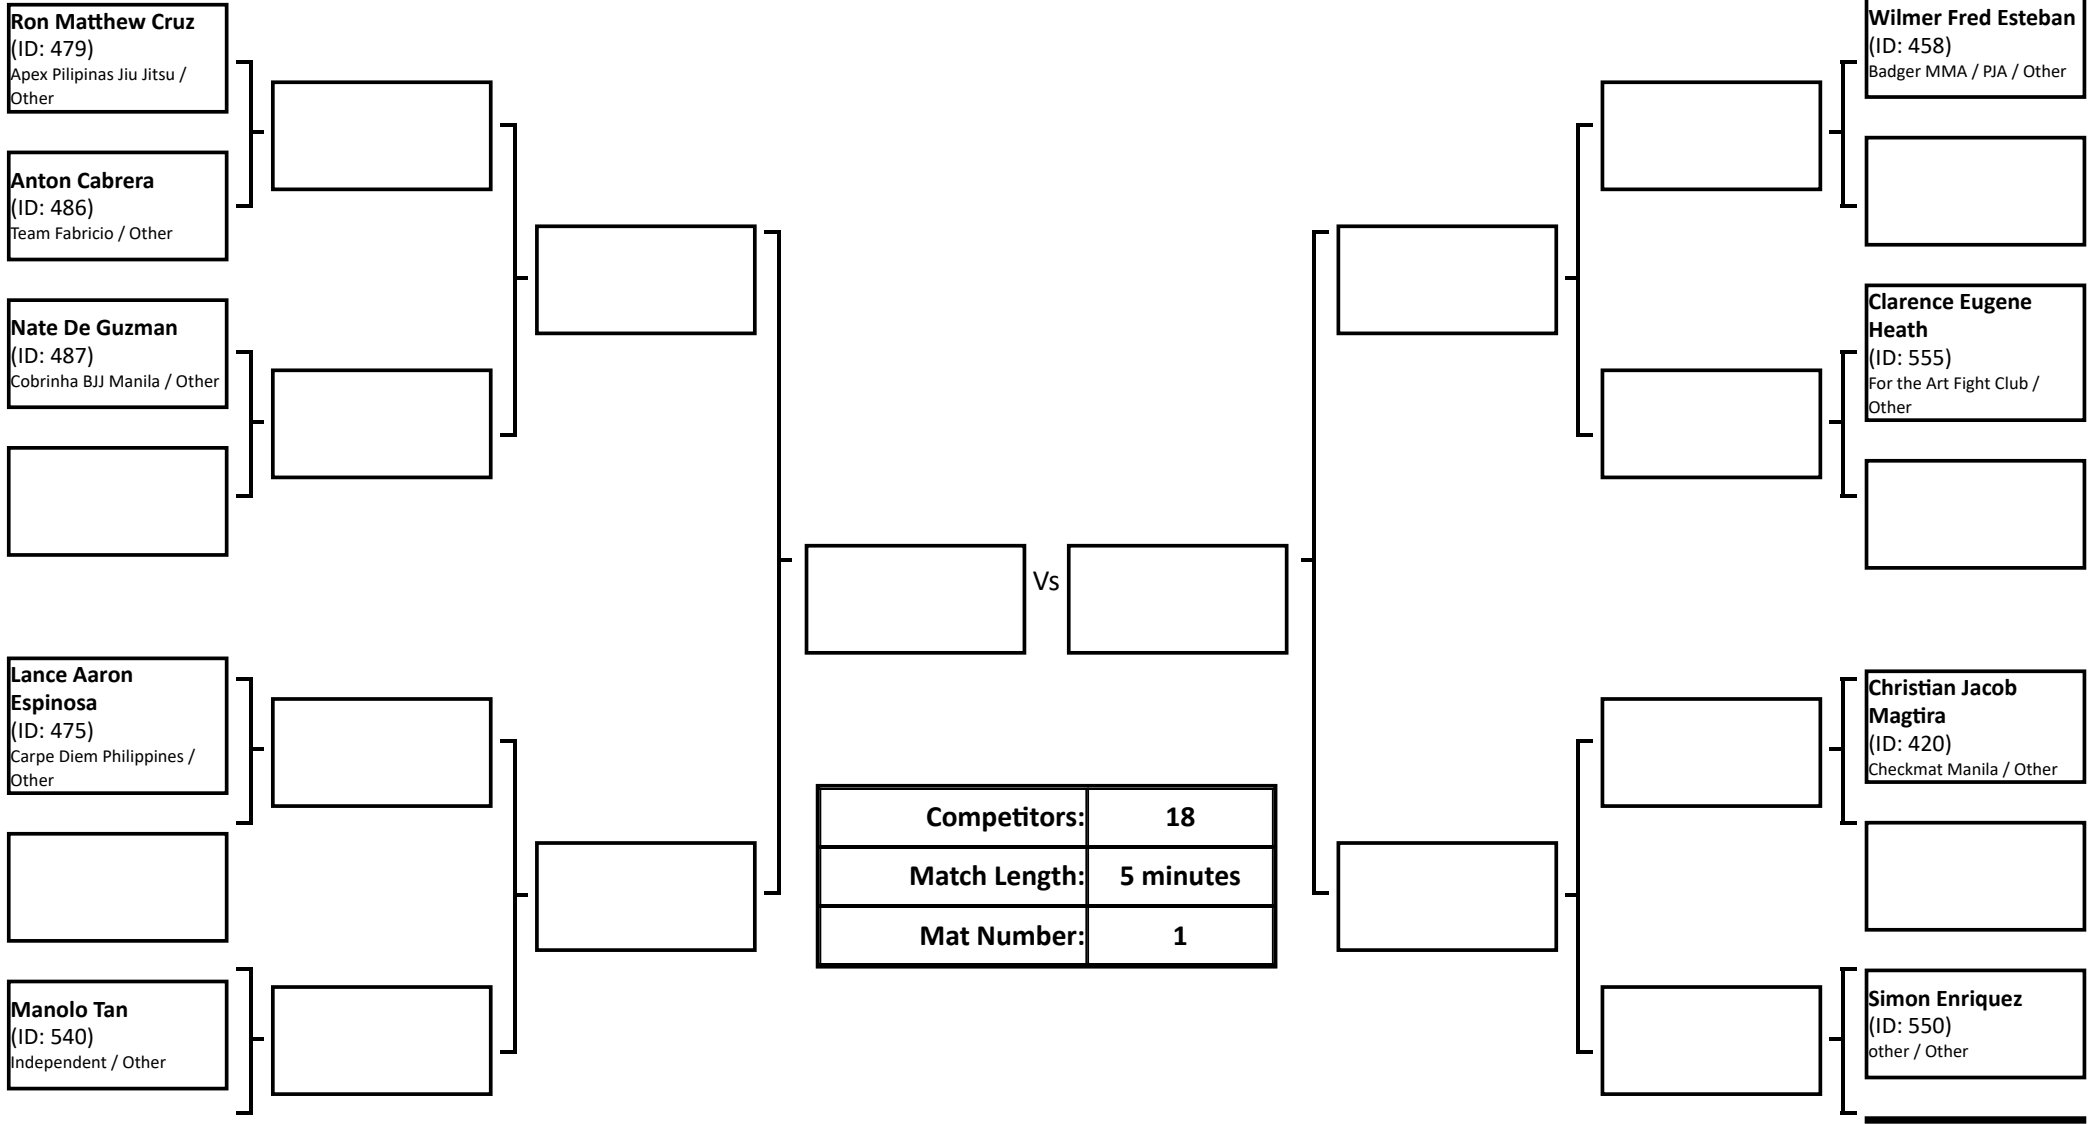 Ron Matthew Cruz
(ID: 479)
Apex Pilipinas Jiu Jitsu /
Other
Anton Cabrera
(ID: 486)
Team Fabricio / Other
Nate De Guzman
(ID: 487)
Cobrinha BJJ Manila / Other
Lance Aaron
Espinosa
(ID: 475)
Carpe Diem Philippines /
Other
Manolo Tan
(ID: 540)
Independent / Other
Vs
Competitors: 18
Match Length: 5 minutes
Mat Number: 1
Wilmer Fred Esteban
(ID: 458)
Badger MMA / PJA / Other
Clarence Eugene
Heath
(ID: 555)
For the Art Fight Club /
Other
Christian Jacob
Magtira
(ID: 420)
Checkmat Manila / Other
Simon Enriquez
(ID: 550)
other / Other